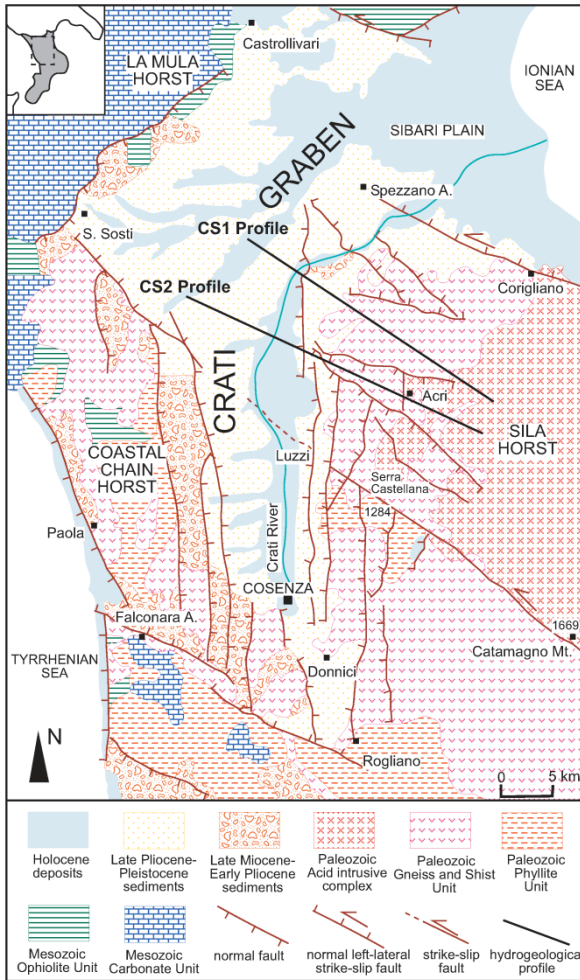 Castrollivari
LA MULA
HORST
IONIAN
SEA
SIBARI PLAIN
GRABEN
Spezzano A.
S. Sosti
CS1 Profile
CS2 Profile
Corigliano
CRATI
Acri
SILA
HORST
COASTAL
CHAIN
HORST
Luzzi
Serra
Castellana
1284
Paola
Crati River
COSENZA
Falconara A.
1669
Catamagno Mt.
TYRRHENIAN
SEA
Donnici
N
Rogliano
0 5 km
Holocene
deposits
Late Pliocene-
Pleistocene
sediments
Late Miocene-
Early Pliocene
sediments
Paleozoic
Acid intrusive
complex
Paleozoic
Gneiss and Shist
Unit
Paleozoic
Phyllite
Unit
Mesozoic
Ophiolite Unit
Mesozoic
Carbonate Unit
normal fault
normal left-lateral
strike-slip fault
strike-slip
fault
hydrogeological
profile